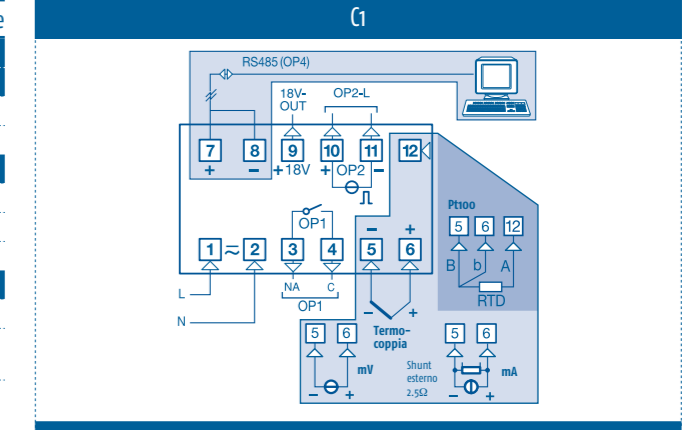 e
C1
RS485 (OP4)
18V-
OUT
OP2-L
7
8
9
10
11
12
+
–
+18V
+
OP2
–
OP1
Pt100
5
6
12
B
b
A
RTD
–
+
1
2
3
4
5
6
L
N
NA
C
OP1
–
+
Termo-
coppia
5
6
mV
–
+
5
6
Shunt
esterno
2.5Ω
mA
–
+